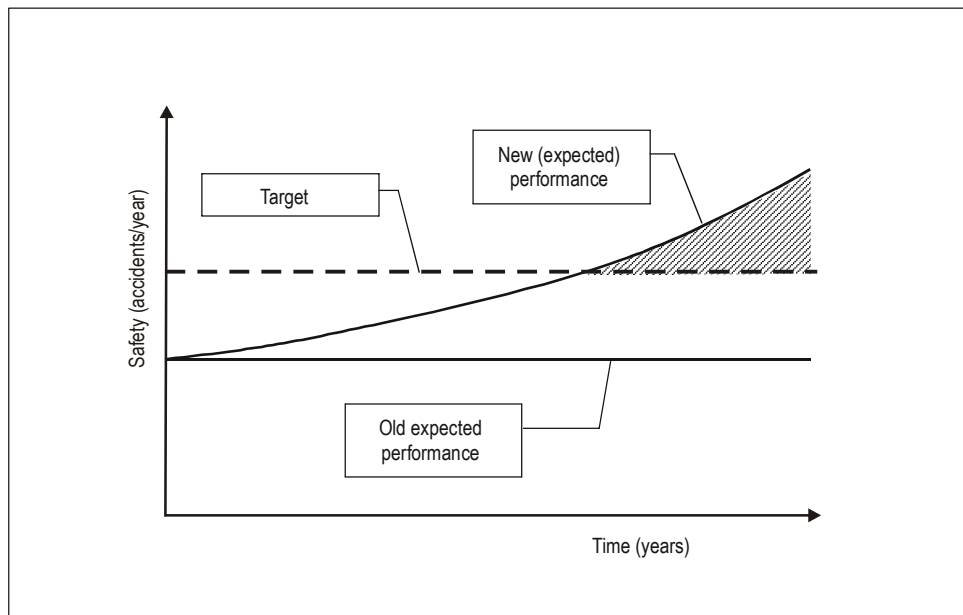 New (expected)
performance
Target
Safety (accidents/year)
Old expected
performance
Time (years)